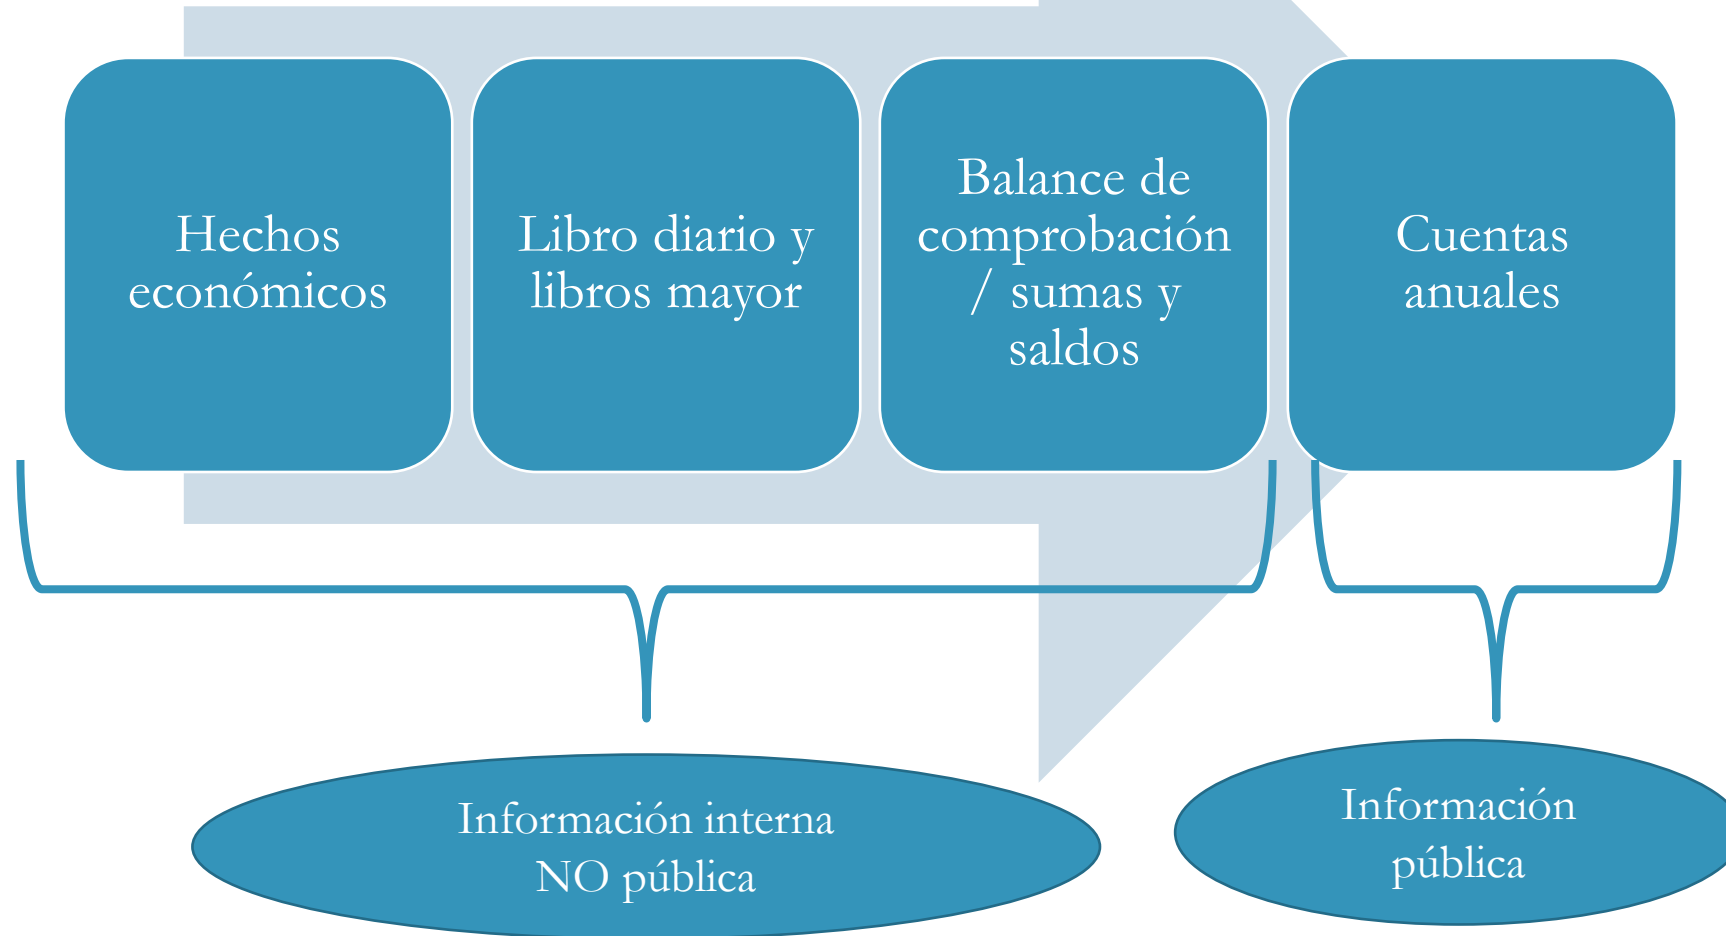 Hechos
económicos
Libro diario y
libros mayor
Balance de
comprobación
/ sumas y
saldos
Cuentas
anuales
Información interna
NO pública
Información
pública